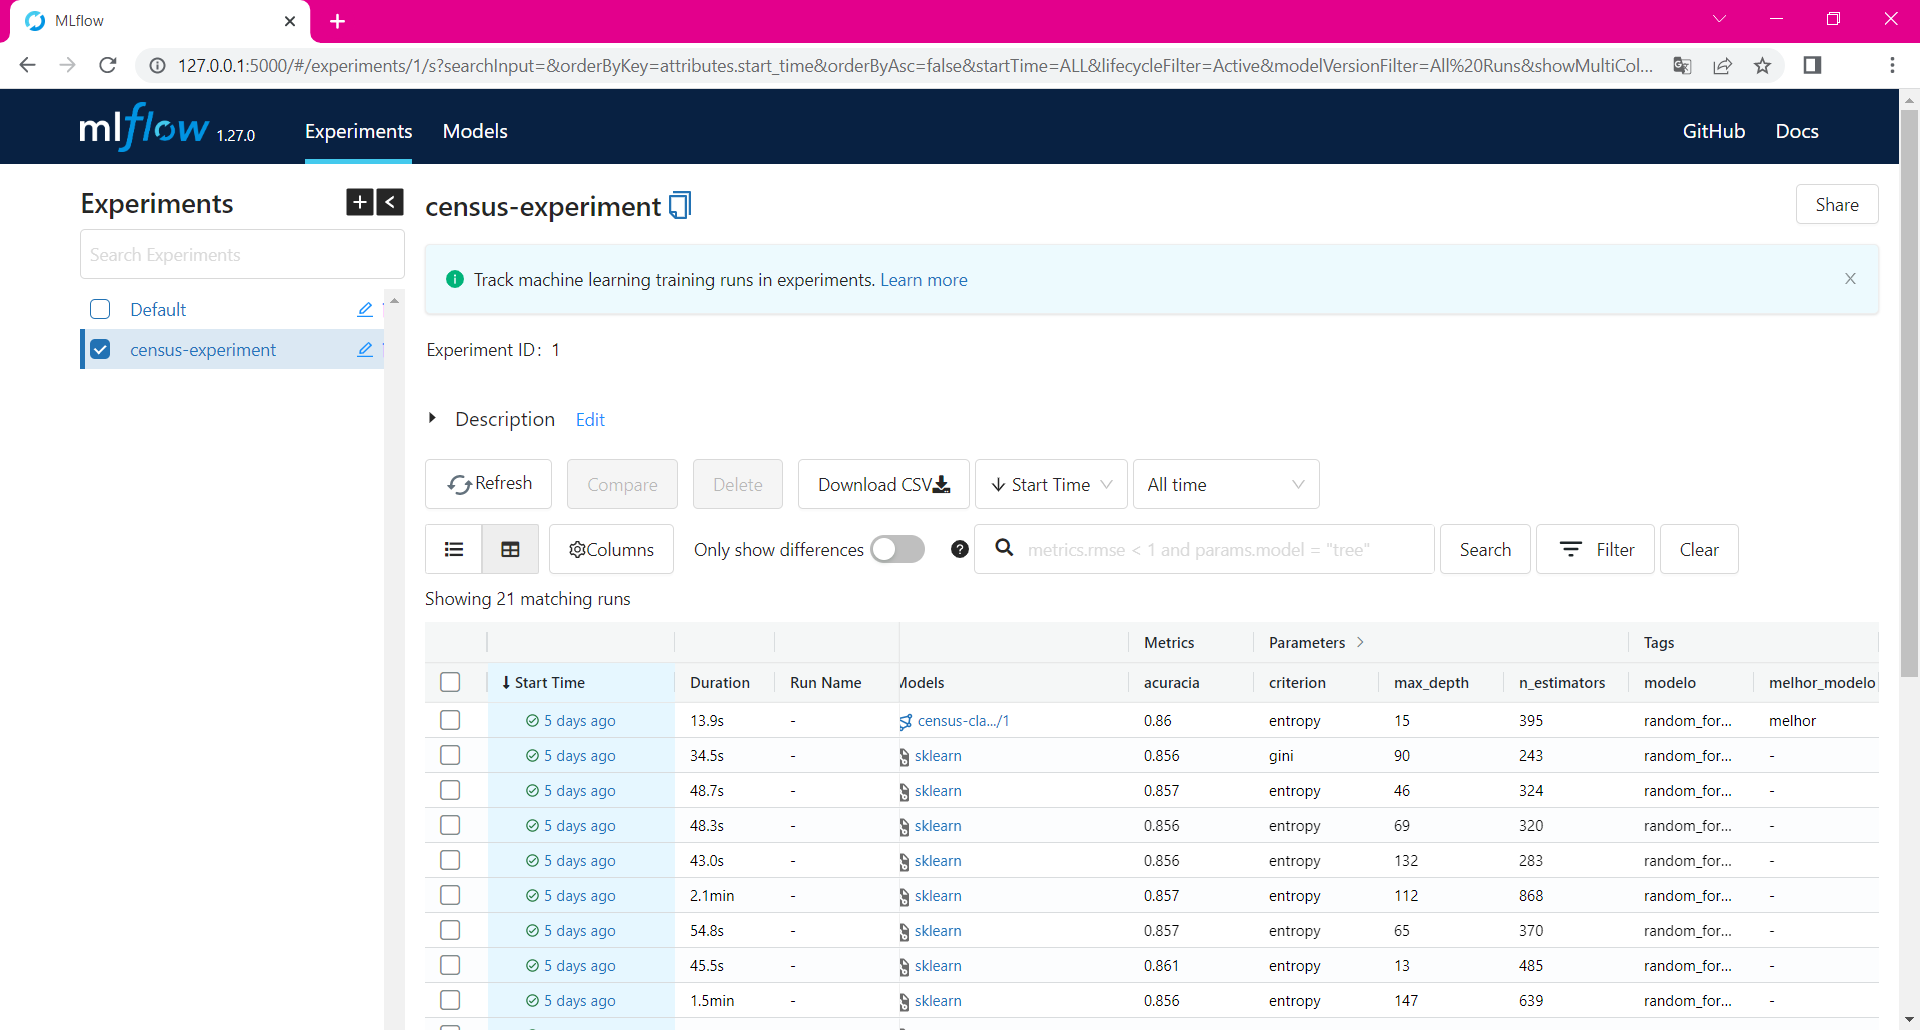 MLflow
127.0.0.1:5000/#/experiments/1/s?searchInput=&orderByKey=attributes.start_time&orderByAsc=false&startTime=ALL&lifecycleFilter=Active&modelVersionFilter=All%20Runs&showMultiCol...
mlflow 1.27.0 Experiments Models GitHub Docs
Experiments
Search Experiments
Default
census-experiment
census-experiment
Share
Track machine learning training runs in experiments. Learn more
Experiment ID: 1
Description Edit
Refresh Compare Delete Download CSV Start Time All time
Columns Only show differences metrics.rmse < 1 and params.model = "tree" Search Filter Clear
Showing 21 matching runs
Metrics Parameters > Tags
Start Time Duration Run Name Models acuracia criterion max_depth n_estimators modelo melhor_modelo
5 days ago 13.9s - census-cla.../1 0.86 entropy 15 395 random_for... melhor
5 days ago 34.5s - sklearn 0.856 gini 90 243 random_for... -
5 days ago 48.7s - sklearn 0.857 entropy 46 324 random_for... -
5 days ago 48.3s - sklearn 0.856 entropy 69 320 random_for... -
5 days ago 43.0s - sklearn 0.856 entropy 132 283 random_for... -
5 days ago 2.1min - sklearn 0.857 entropy 112 868 random_for... -
5 days ago 54.8s - sklearn 0.857 entropy 65 370 random_for... -
5 days ago 45.5s - sklearn 0.861 entropy 13 485 random_for... -
5 days ago 1.5min - sklearn 0.856 entropy 147 639 random_for... -